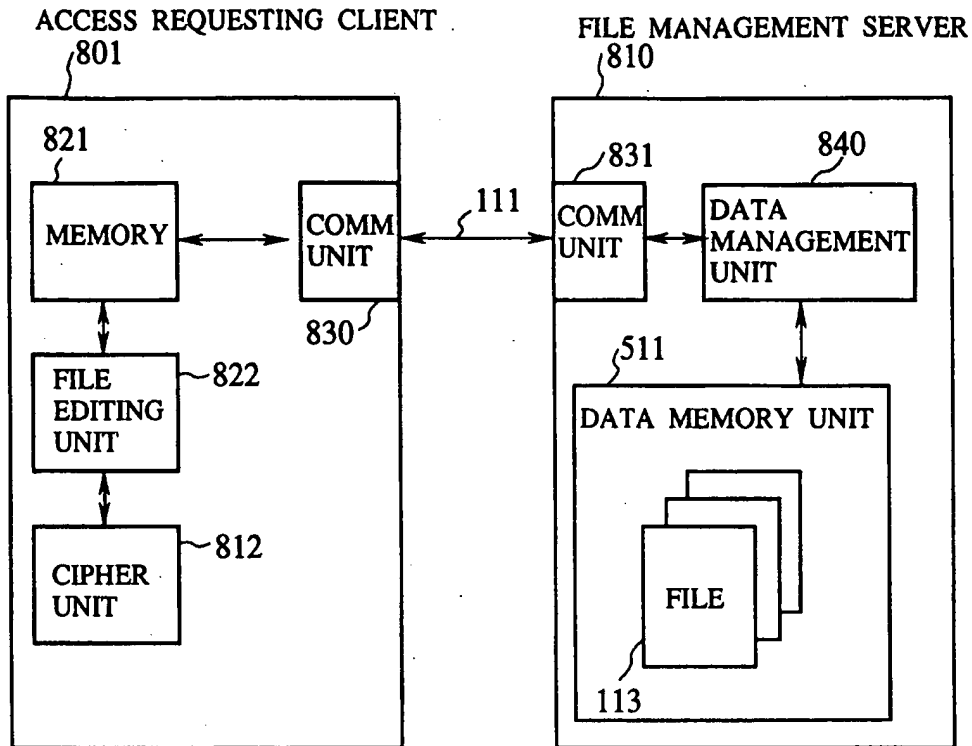 ACCESS REQUESTING CLIENT
801
FILE MANAGEMENT SERVER
810
821
MEMORY
COMM
UNIT
830
111
831
COMM
UNIT
840
DATA
MANAGEMENT
UNIT
FILE
EDITING
UNIT
822
CIPHER
UNIT
812
511
DATA MEMORY UNIT
FILE
113